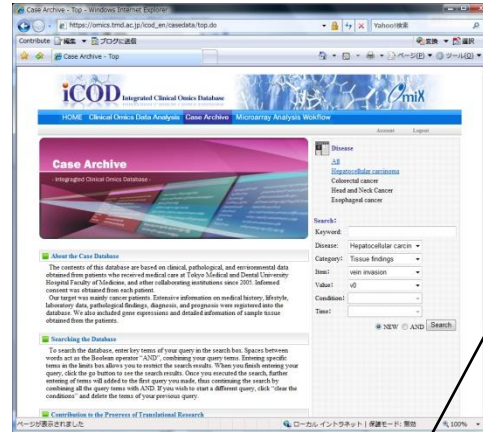 Case Archive - Top - Windows Internet Explorer
https://omics.tmd.ac.jp/icod_en/casedata/top.do
Yahoo!検索
Contribute 編集 ブログに送信
変換 選択
Case Archive - Top
ページ(P) ツール(O)
iCOD Integrated Clinical Omics Database
OmiX
HOME Clinical Omics Data Analysis Case Archive Microarray Analysis Wokflow
Account Logout
Case Archive
- Integragted Clinical Omics Database -
Disease
All
Hepatocellular carcinoma
Colorectal cancer
Head and Neck Cancer
Esophageal cancer
Search:
Keyword:
Disease: Hepatocellular carcin
Category: Tissue findings
Item: vein invasion
Value: v0
Condition:
Time:
NEW AND Search
About the Case Database
The contents of this database are based on clinical, pathological, and environmental data
obtained from patients who received medical care at Tokyo Medical and Dental University
Hospital Faculty of Medicine, and other collaborating institutions since 2005. Informed
consent was obtained from each patient.
Our target was mainly cancer patients. Extensive information on medical history, lifestyle,
laboratory data, pathological findings, diagnosis, and prognosis were registered into the
database. We also included gene expressions and detailed information of sample tissue
obtained from the patients.
Searching the Database
To search the database, enter key terms of your query in the search box. Spaces between
words act as the Boolean operator "AND", combining your query terms. Entering specific
terms in the limits box allows you to restrict the search results. When you finish entering your
query, click the go button to see the search results. Once you executed the search, further
entering of terms will added to the first query you made, thus continuing the search by
combining all the query terms with AND. If you wish to start a different query, click "clear the
conditions" and delete the terms of your previous query.
Contribution to the Progress of Translational Research
ページが表示されました
ローカル イントラネット | 保護モード: 無効
100%